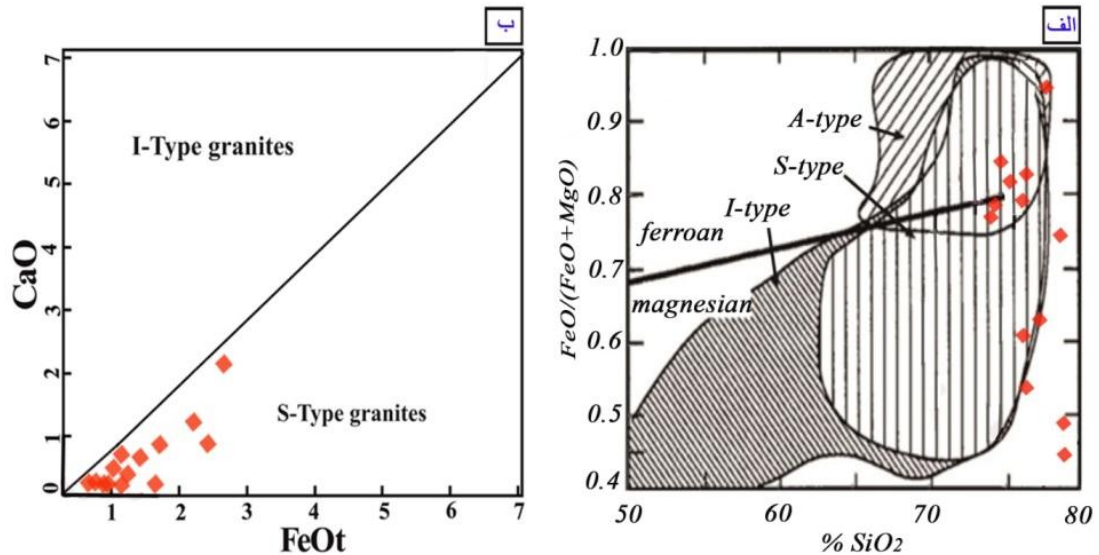 ب
7
6
5
4
3
2
1
0
CaO
I-Type granites
S-Type granites
1 2 3 4 5 6 7
FeOt
الف
1.0
0.9
0.8
0.7
0.6
0.5
0.4
FeO/(FeO+MgO)
A-type
S-type
I-type
ferroan
magnesian
50 60 70 80
% SiO₂